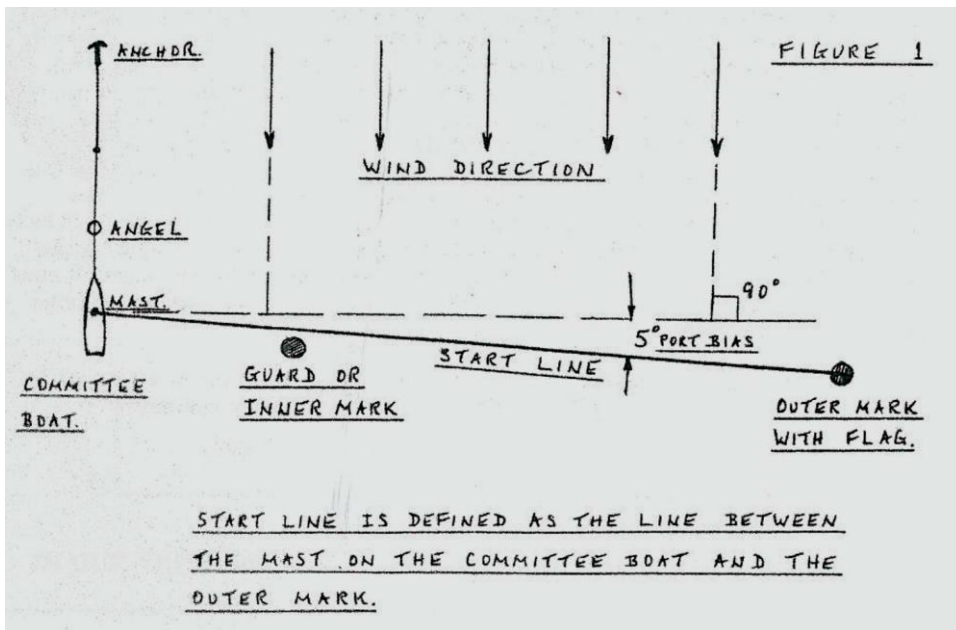 ANCHOR.
FIGURE 1
WIND DIRECTION
ANGEL
MAST.
90°
5° PORT BIAS
START LINE
COMMITTEE
BOAT.
GUARD OR
INNER MARK
OUTER MARK
WITH FLAG.
START LINE IS DEFINED AS THE LINE BETWEEN
THE MAST ON THE COMMITTEE BOAT AND THE
OUTER MARK.